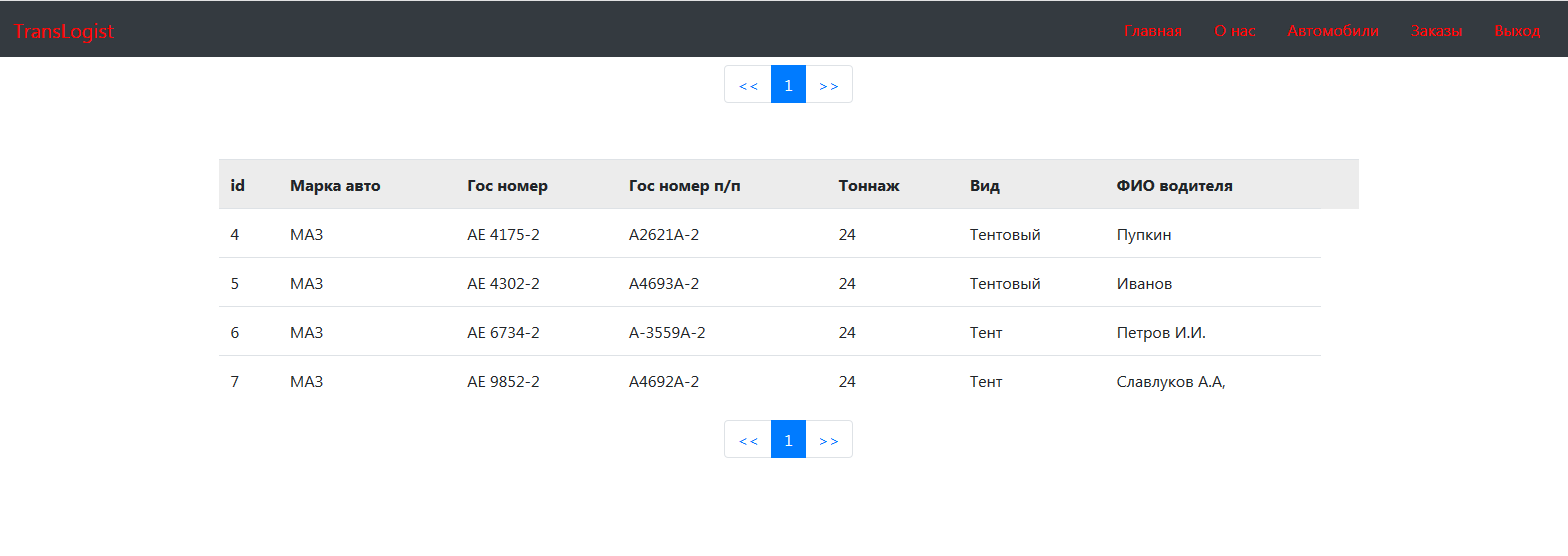 TransLogist Главная О нас Автомобили Заказы Выход
<< 1 >>
id Марка авто Гос номер Гос номер п/п Тоннаж Вид ФИО водителя
4 МАЗ АЕ 4175-2 А2621А-2 24 Тентовый Пупкин
5 МАЗ АЕ 4302-2 А4693А-2 24 Тентовый Иванов
6 МАЗ АЕ 6734-2 А-3559А-2 24 Тент Петров И.И.
7 МАЗ АЕ 9852-2 А4692А-2 24 Тент Славлуков А.А,
<< 1 >>